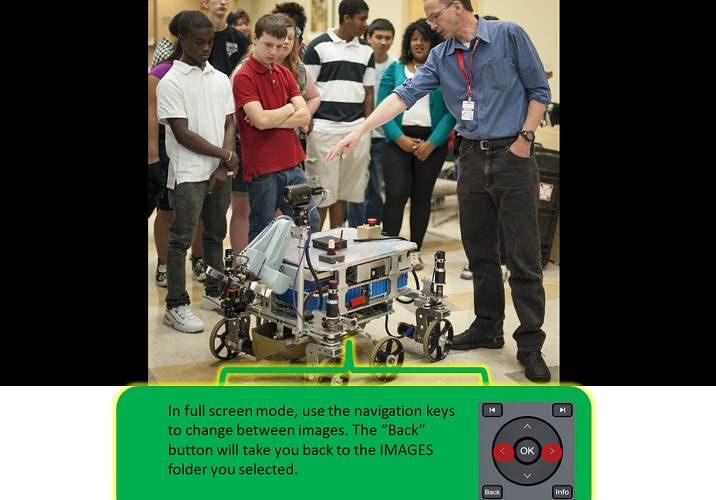 In full screen mode, use the navigation keys
to change between images. The “Back”
button will take you back to the IMAGES
folder you selected.
OK
Back
Info